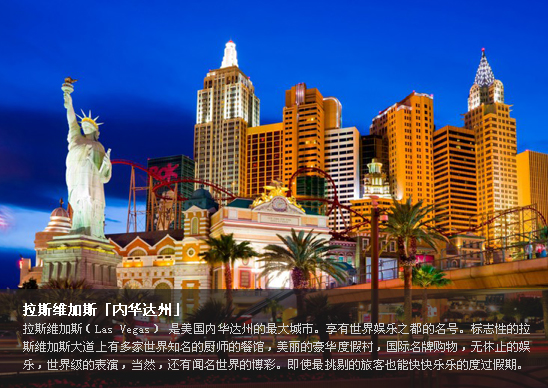 ROK
拉斯维加斯「内华达州」
拉斯维加斯（Las Vegas） 是美国内华达州的最大城市。享有世界娱乐之都的名号。标志性的拉
斯维加斯大道上有多家世界知名的厨师的餐馆，美丽的豪华度假村，国际名牌购物，无休止的娱
乐，世界级的表演，当然，还有闻名世界的博彩。即使最挑剔的旅客也能快快乐乐的度过假期。